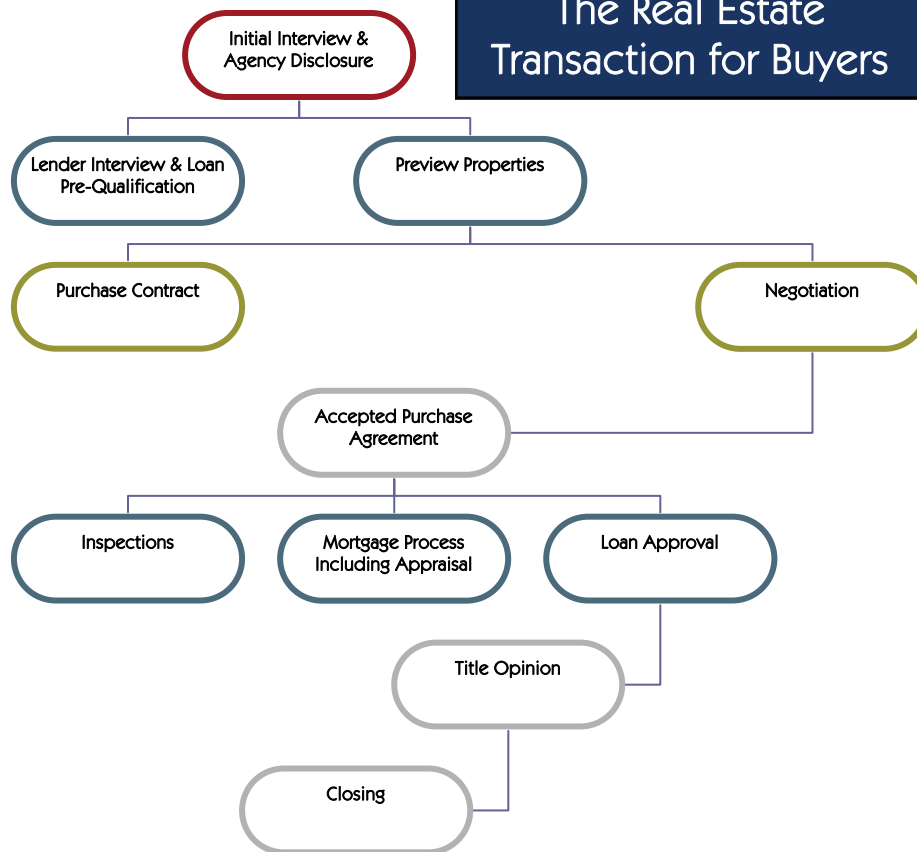 The Real Estate
Transaction for Buyers
Initial Interview &
Agency Disclosure
Lender Interview & Loan
Pre-Qualification
Preview Properties
Purchase Contract
Negotiation
Accepted Purchase
Agreement
Inspections
Mortgage Process
Including Appraisal
Loan Approval
Title Opinion
Closing